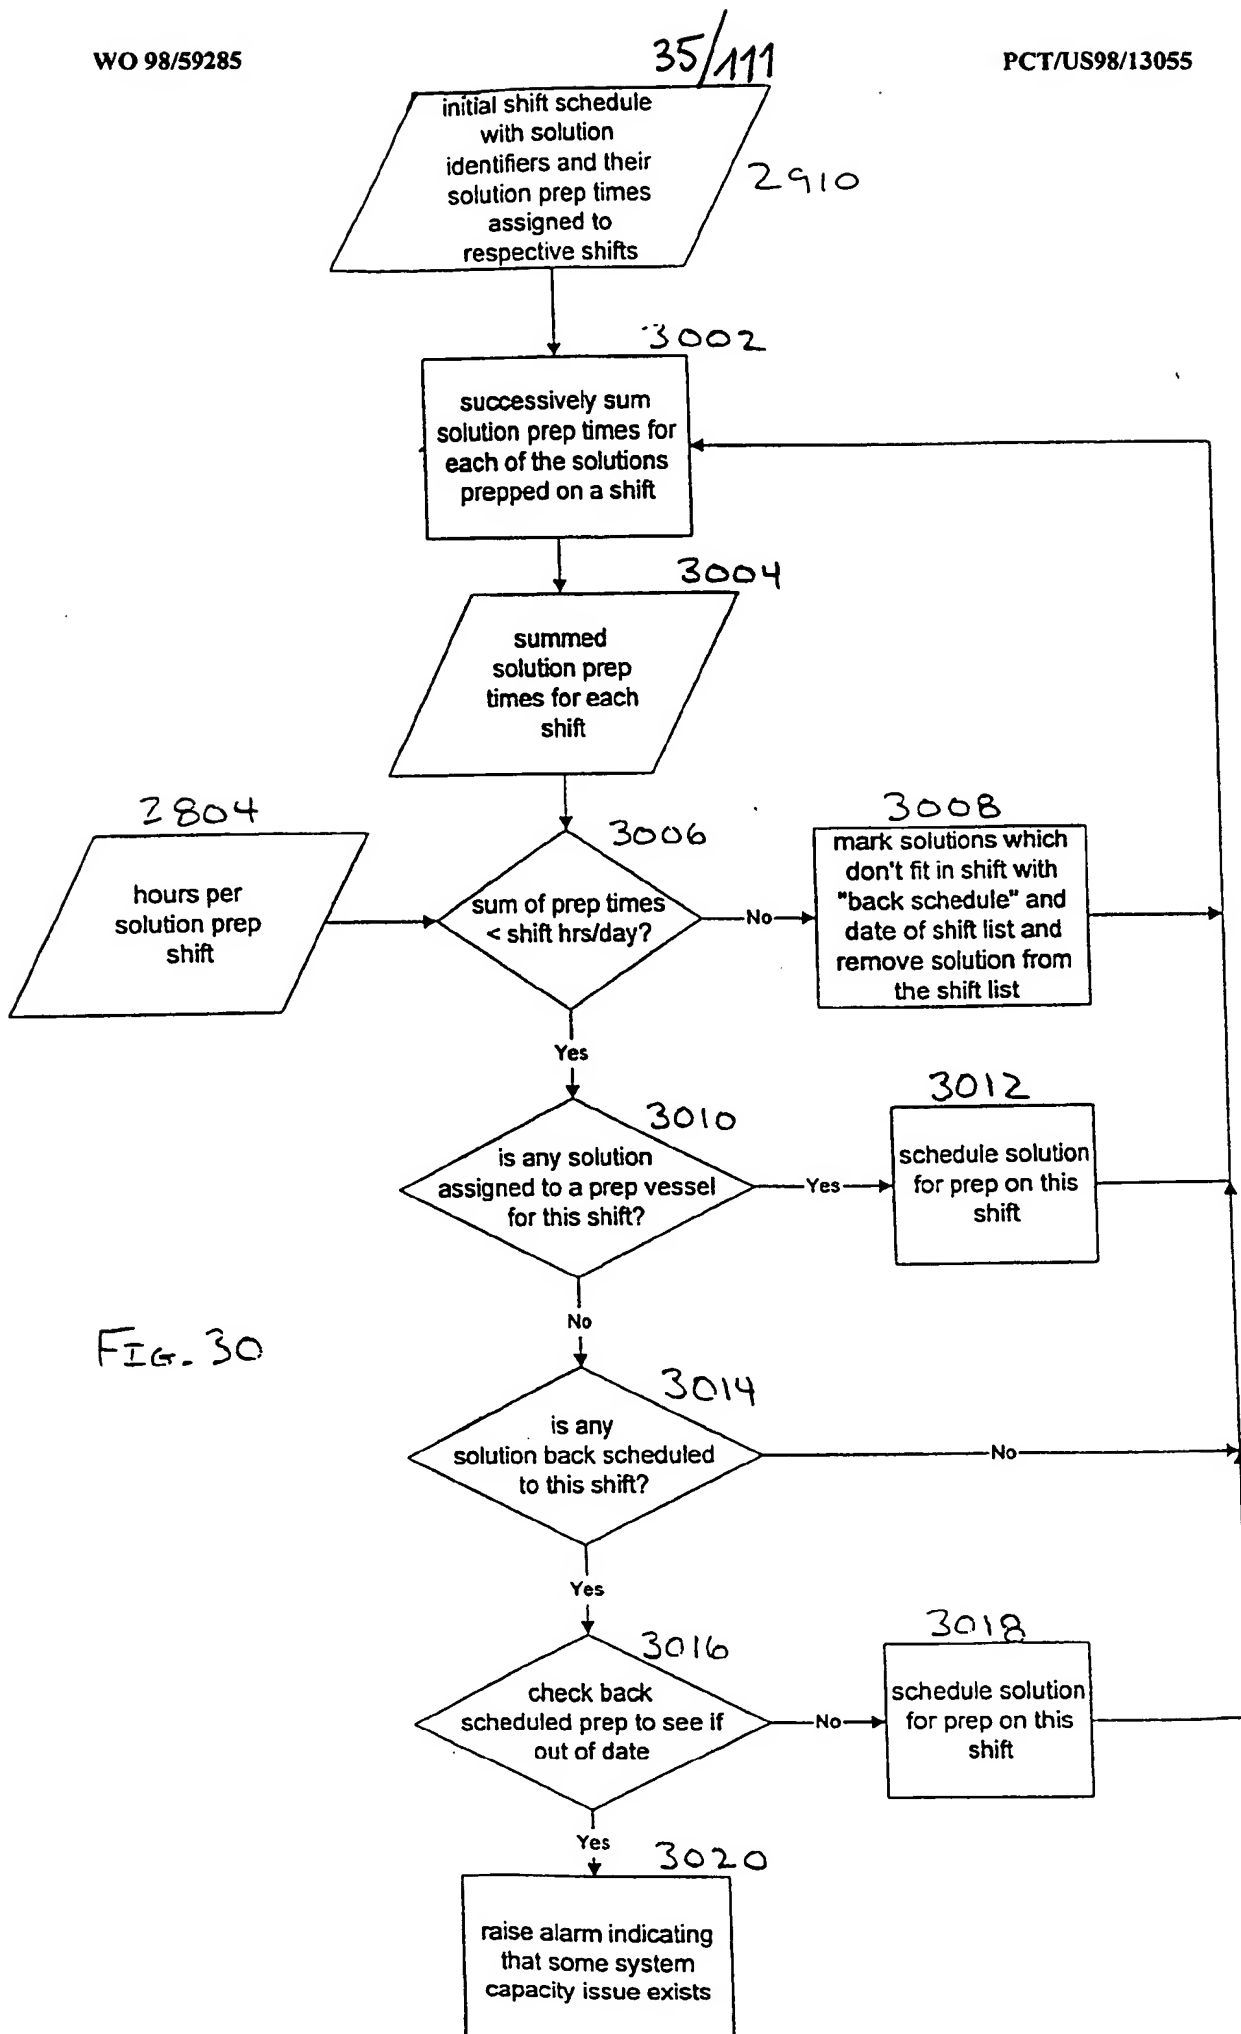 WO 98/59285
35/111
PCT/US98/13055
initial shift schedule
with solution
identifiers and their
solution prep times
assigned to
respective shifts
2910
3002
successively sum
solution prep times for
each of the solutions
prepped on a shift
3004
summed
solution prep
times for each
shift
2804
hours per
solution prep
shift
3006
sum of prep times
< shift hrs/day?
No
3008
mark solutions which
don't fit in shift with
"back schedule" and
date of shift list and
remove solution from
the shift list
Yes
3010
is any solution
assigned to a prep vessel
for this shift?
Yes
3012
schedule solution
for prep on this
shift
No
FIG. 30
3014
is any
solution back scheduled
to this shift?
No
Yes
3016
check back
scheduled prep to see if
out of date
No
3018
schedule solution
for prep on this
shift
Yes
3020
raise alarm indicating
that some system
capacity issue exists